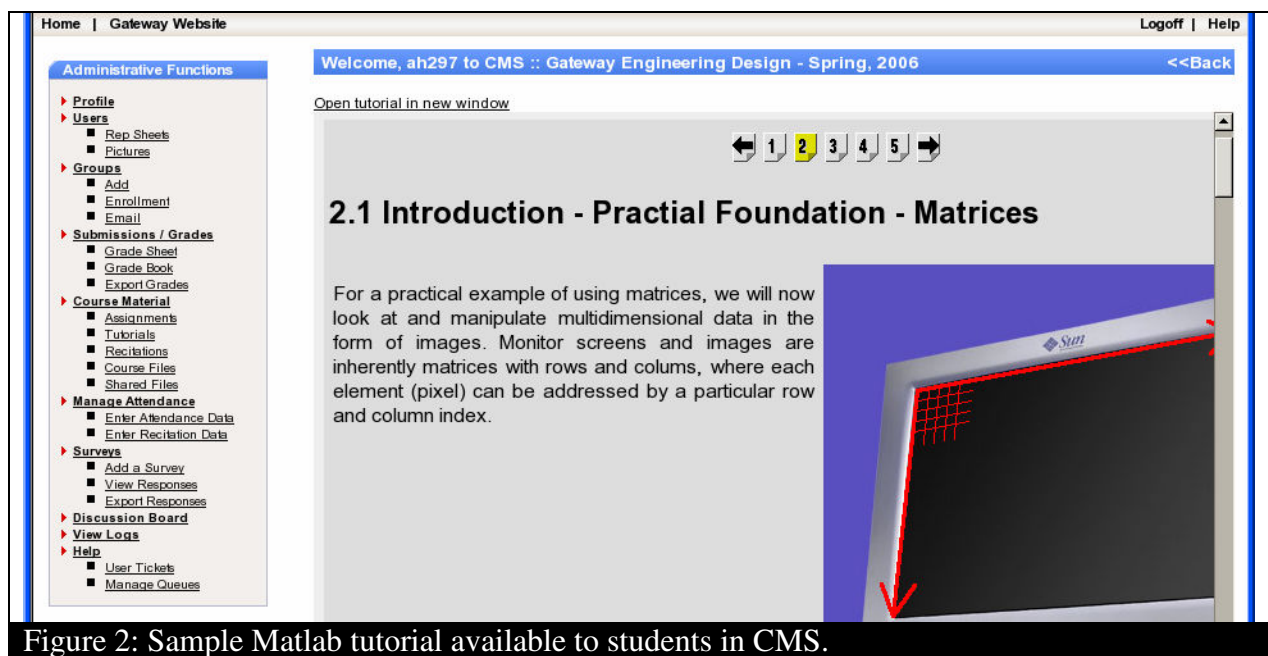 Home | Gateway Website
Logoff | Help
Administrative Functions
Profile
Users
Rep Sheets
Pictures
Groups
Add
Enrollment
Email
Submissions / Grades
Grade Sheet
Grade Book
Export Grades
Course Material
Assignments
Tutorials
Recitations
Course Files
Shared Files
Manage Attendance
Enter Attendance Data
Enter Recitation Data
Surveys
Add a Survey
View Responses
Export Responses
Discussion Board
View Logs
Help
User Tickets
Manage Queues
Welcome, ah297 to CMS :: Gateway Engineering Design - Spring, 2006
<<Back
Open tutorial in new window
1 2 3 4 5
2.1 Introduction - Practial Foundation - Matrices
For a practical example of using matrices, we will now
look at and manipulate multidimensional data in the
form of images. Monitor screens and images are
inherently matrices with rows and colums, where each
element (pixel) can be addressed by a particular row
and column index.
Sun
Figure 2: Sample Matlab tutorial available to students in CMS.